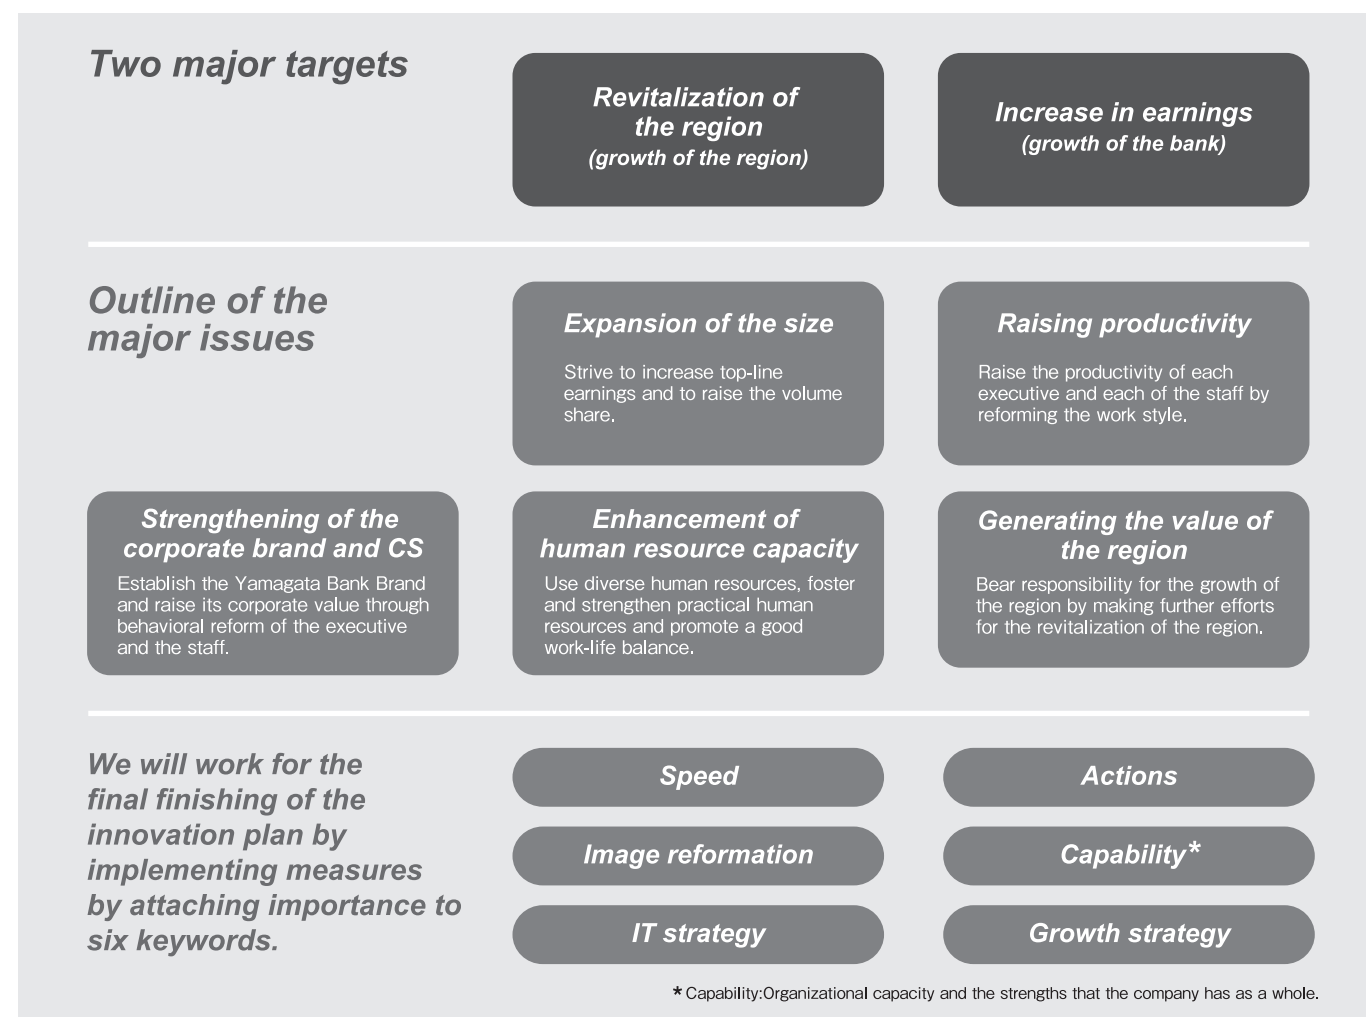 Two major targets
Revitalization of
the region
(growth of the region)
Increase in earnings
(growth of the bank)
Outline of the
major issues
Expansion of the size
Strive to increase top-line
earnings and to raise the volume
share.
Raising productivity
Raise the productivity of each
executive and each of the staff by
reforming the work style.
Strengthening of the
corporate brand and CS
Establish the Yamagata Bank Brand
and raise its corporate value through
behavioral reform of the executive
and the staff.
Enhancement of
human resource capacity
Use diverse human resources, foster
and strengthen practical human
resources and promote a good
work-life balance.
Generating the value of
the region
Bear responsibility for the growth of
the region by making further efforts
for the revitalization of the region.
We will work for the
final finishing of the
innovation plan by
implementing measures
by attaching importance to
six keywords.
Speed
Actions
Image reformation
Capability*
IT strategy
Growth strategy
* Capability:Organizational capacity and the strengths that the company has as a whole.